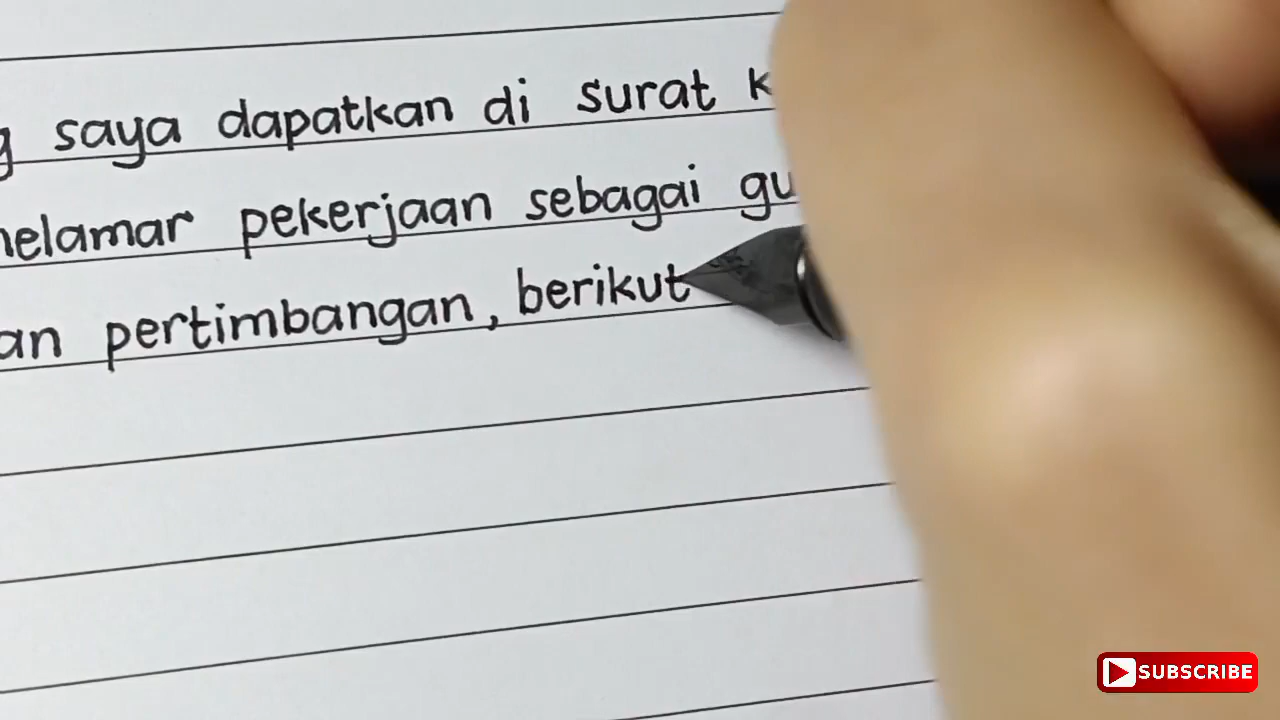 saya dapatkan di surat
pekerjaan sebagai
pertimbangan, berikut
SUBSCRIBE